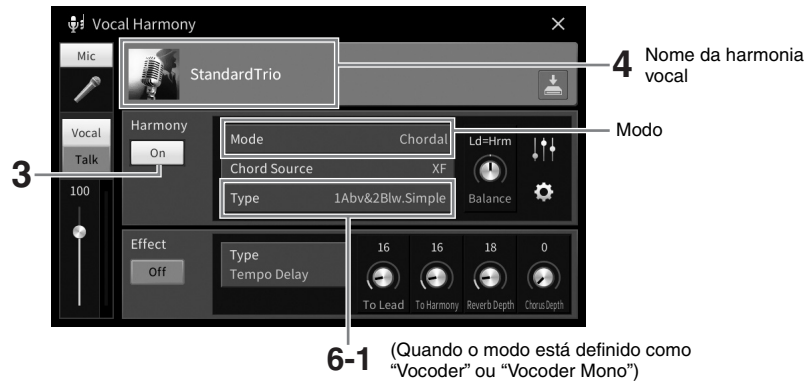 Vocal Harmony
Mic
StandardTrio
4 Nome da harmonia
vocal
Vocal
Talk
100
Harmony
On
Mode Chordal
Chord Source XF
Type 1Abv&2Blw.Simple
Ld=Hrm
Balance
Modo
3
Effect
Off
Type
Tempo Delay
16 16 18 0
To Lead To Harmony Reverb Depth Chorus Depth
6-1 (Quando o modo está definido como
“Vocoder” ou “Vocoder Mono”)